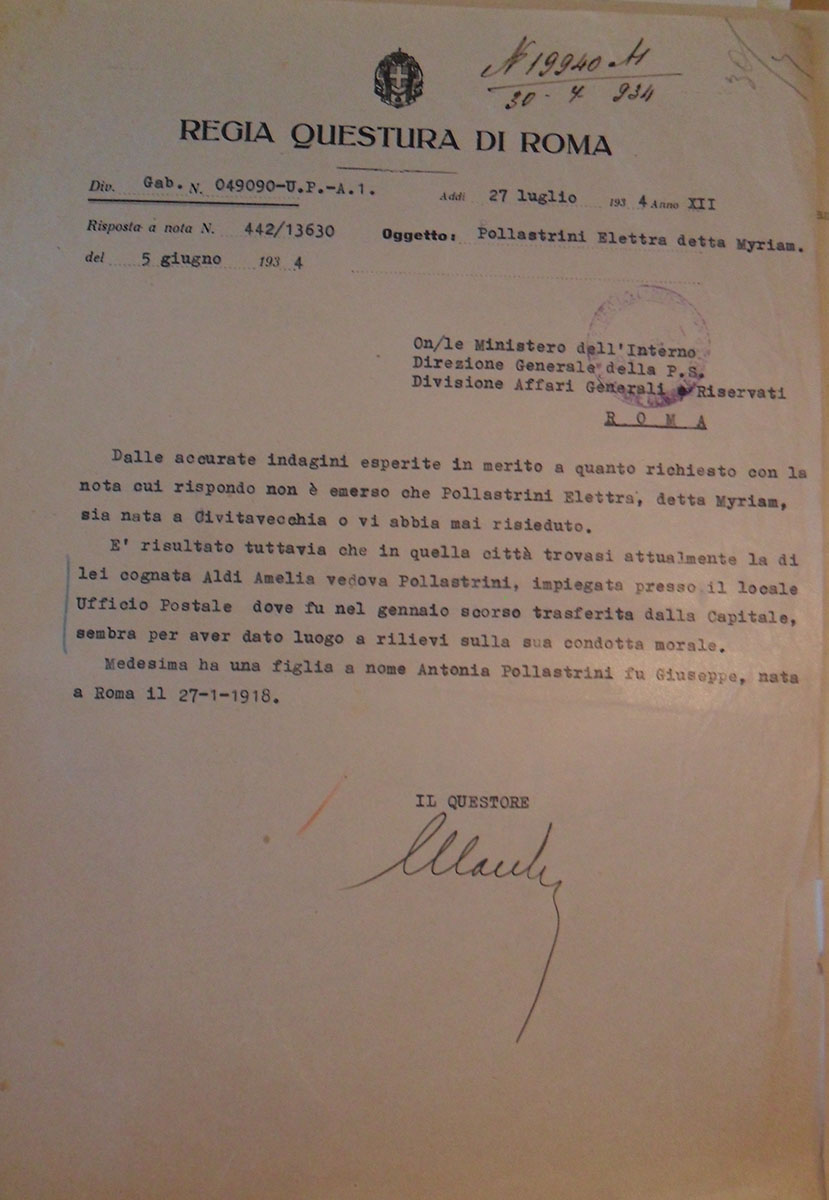 N 19940
30 - 7 934
REGIA QUESTURA DI ROMA
Div. Gab. N. 049090-U.P.-A.1.
Addì 27 luglio 193 4 Anno XII
Risposta a nota N. 442/13630
del 5 giugno 193 4
Oggetto: Pollastrini Elettra detta Myriam.
On/le Ministero dell'Interno
Direzione Generale della P.S.
Divisione Affari Generali e Riservati
R O M A
Dalle accurate indagini esperite in merito a quanto richiesto con la
nota cui rispondo non è emerso che Pollastrini Elettra, detta Myriam,
sia nata a Civitavecchia o vi abbia mai risieduto.
E' risultato tuttavia che in quella città trovasi attualmente la di
lei cognata Aldi Amelia vedova Pollastrini, impiegata presso il locale
Ufficio Postale dove fu nel gennaio scorso trasferita dalla Capitale,
sembra per aver dato luogo a rilievi sulla sua condotta morale.
Medesima ha una figlia a nome Antonia Pollastrini fu Giuseppe, nata
a Roma il 27-1-1918.
IL QUESTORE